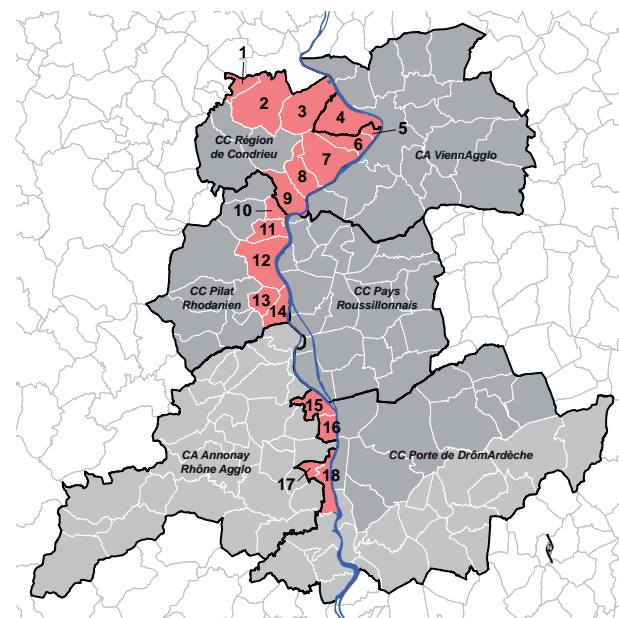 1
2
3
4
5
6
CC Région
de Condrieu
7
CA ViennAgglo
8
9
10
11
12
CC Pilat
Rhodanien
13
14
CC Pays
Roussillonnais
15
16
CA Annonay
Rhône Agglo
CC Porte de DrômArdèche
17
18